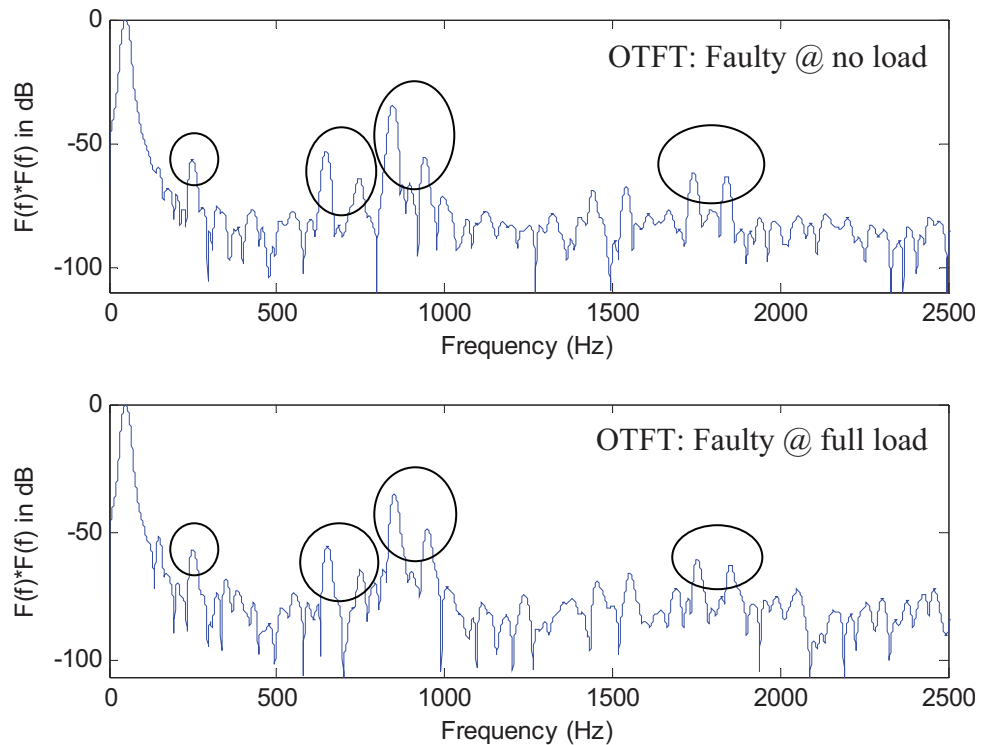 0
-50
-100
F(f)*F(f) in dB
OTFT: Faulty @ no load
0 500 1000 1500 2000 2500
Frequency (Hz)
0
-50
-100
F(f)*F(f) in dB
OTFT: Faulty @ full load
0 500 1000 1500 2000 2500
Frequency (Hz)